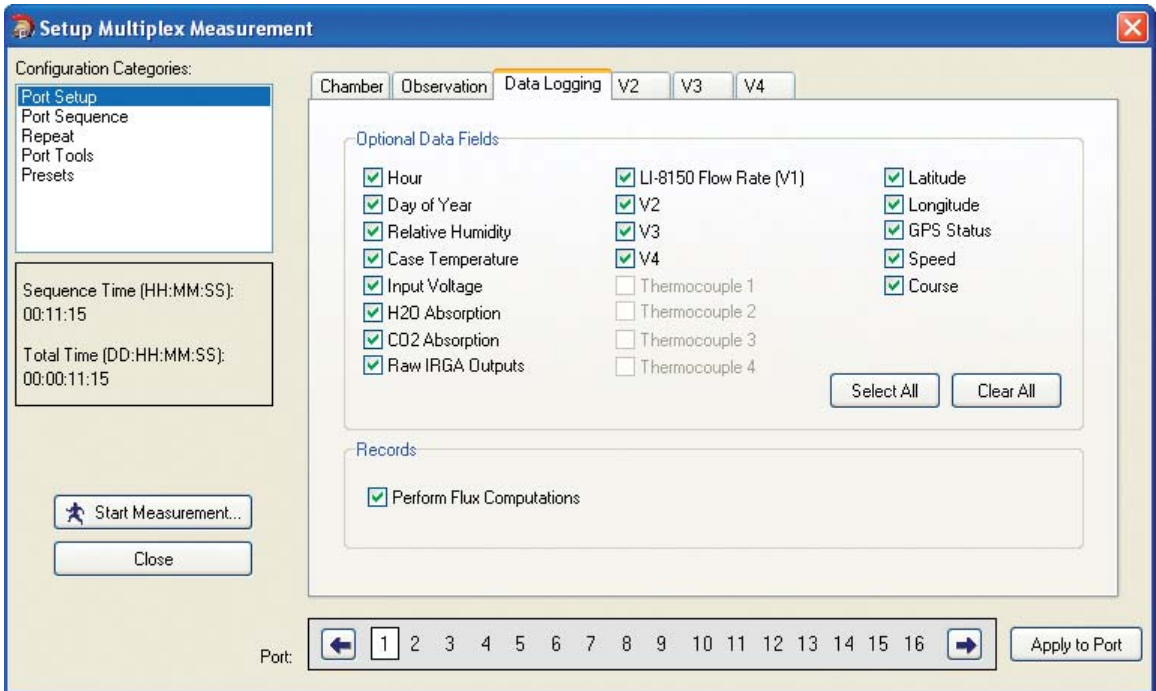 Setup Multiplex Measurement
Configuration Categories:
Port Setup
Port Sequence
Repeat
Port Tools
Presets
Sequence Time (HH:MM:SS):
00:11:15
Total Time (DD:HH:MM:SS):
00:00:11:15
Start Measurement...
Close
Chamber Observation Data Logging V2 V3 V4
Optional Data Fields
Hour
Day of Year
Relative Humidity
Case Temperature
Input Voltage
H2O Absorption
CO2 Absorption
Raw IRGA Outputs
LI-8150 Flow Rate (V1)
V2
V3
V4
Thermocouple 1
Thermocouple 2
Thermocouple 3
Thermocouple 4
Latitude
Longitude
GPS Status
Speed
Course
Select All Clear All
Records
Perform Flux Computations
Port: 1 2 3 4 5 6 7 8 9 10 11 12 13 14 15 16 Apply to Port